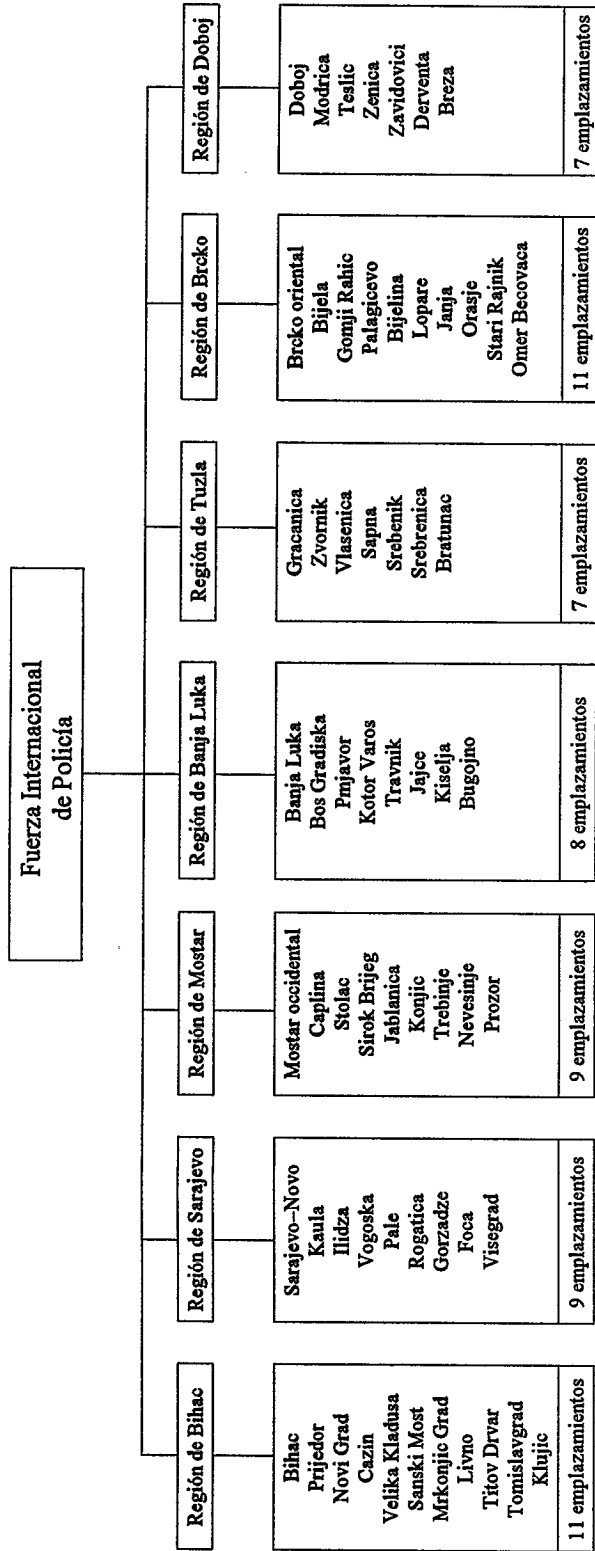 Fuerza Internacional
de Policía
Región de Bihac
Bihac
Prijedor
Novi Grad
Cazin
Velika Kladusa
Sanski Most
Mrkonjic Grad
Livno
Titov Drvar
Tomislavgrad
Klujic
11 emplazamientos
Región de Sarajevo
Sarajevo–Novo
Kaula
Ilidza
Vogoska
Pale
Rogatica
Gorzadze
Foca
Visegrad
9 emplazamientos
Región de Mostar
Mostar occidental
Caplina
Stolac
Sirok Brijeg
Jablanica
Konjic
Trebinje
Nevesinje
Prozor
9 emplazamientos
Región de Banja Luka
Banja Luka
Bos Gradiska
Prnjavor
Kotor Varos
Travnik
Jajce
Kiselja
Bugojno
8 emplazamientos
Región de Tuzla
Gracanica
Zvornik
Vlasenica
Sapna
Srebenik
Srebrenica
Bratunac
7 emplazamientos
Región de Brcko
Brcko oriental
Bijela
Gornji Rahic
Palagicevo
Bijelina
Lopare
Janja
Orasje
Stari Rajnik
Omer Becovaca
11 emplazamientos
Región de Doboj
Doboj
Modrica
Teslic
Zenica
Zavidovici
Derventa
Breza
7 emplazamientos